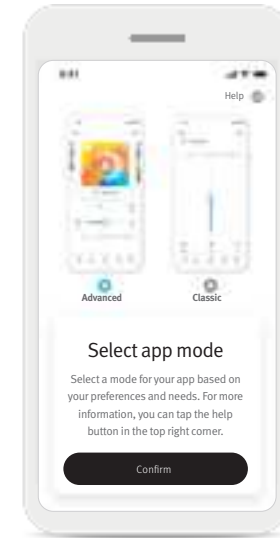 Help
Advanced
Classic
Select app mode
Select a mode for your app based on
your preferences and needs. For more
information, you can tap the help
button in the top right corner.
Confirm